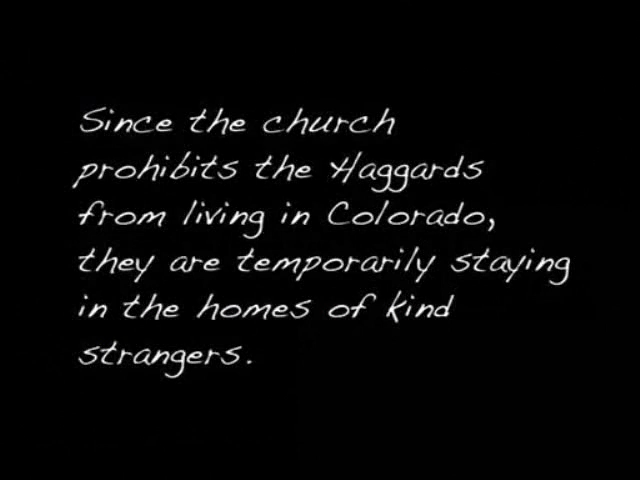 Since the church
prohibits the Haggards
from living in Colorado,
they are temporarily staying
in the homes of kind
strangers.